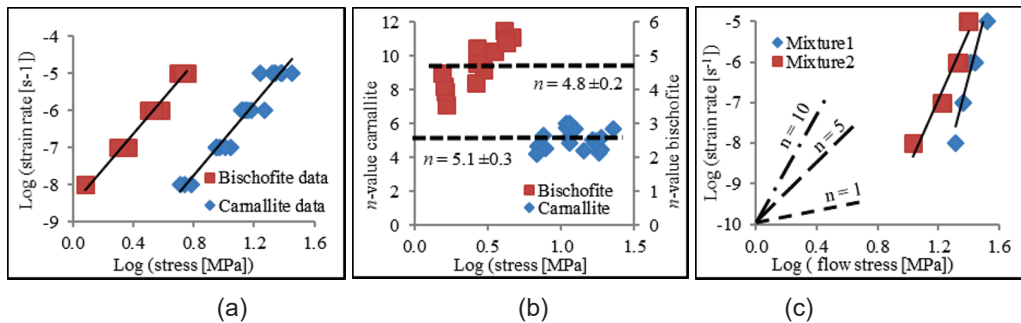 -4
-5
-6
-7
-8
-9
Log (strain rate [s-1]
Bischofite data
Carnallite data
0.0 0.4 0.8 1.2 1.6
Log (stress [MPa])
(a)
12
10
8
6
4
2
0
n-value carnallite
n = 4.8 ±0.2
n = 5.1 ±0.3
Bischofite
Carnallite
6
5
4
3
2
1
0
n-value bischofite
0.0 0.5 1.0 1.5
Log (stress [MPa]
(b)
-5
-6
-7
-8
-9
-10
Log (strain rate [s-1]
Mixture1
Mixture2
n = 10
n = 5
n = 1
0.0 0.4 0.8 1.2 1.6
Log ( flow stress [MPa])
(c)